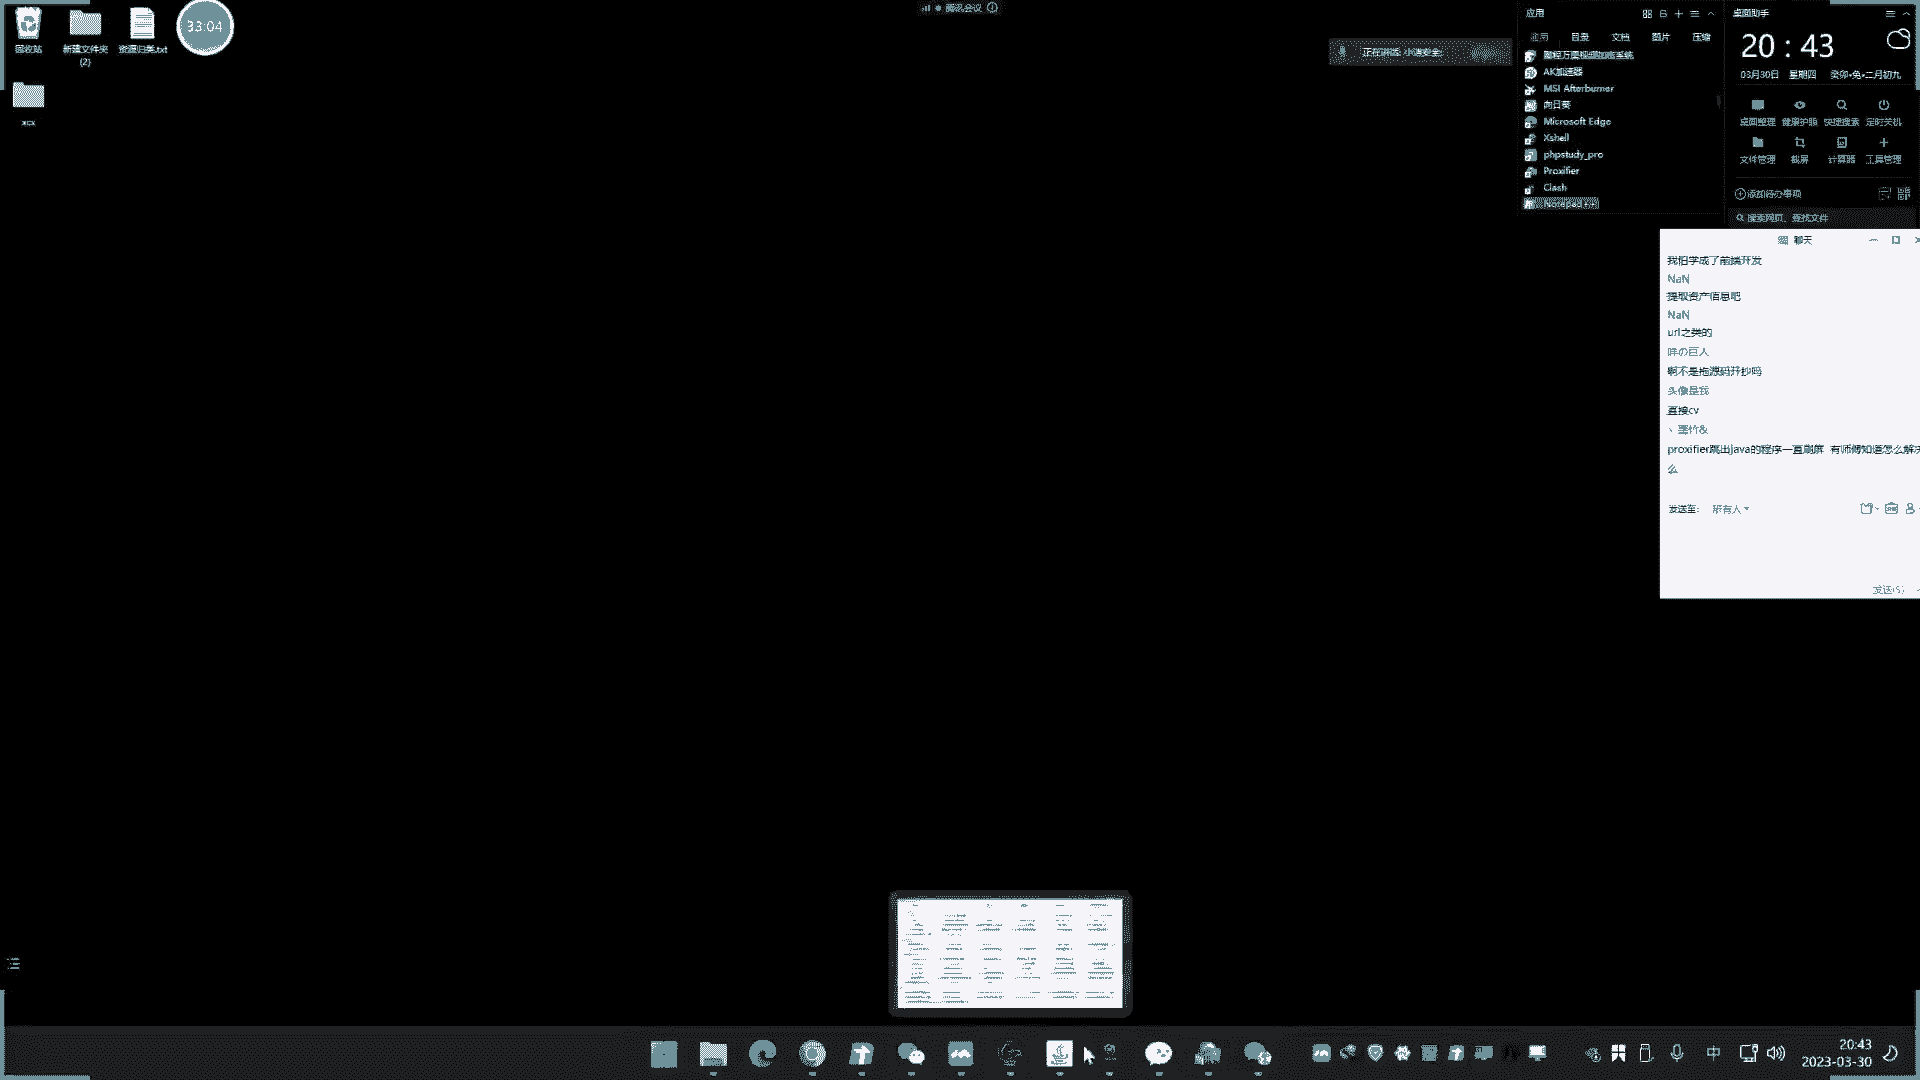 回收站
新建文件夹
(2)
资源归类.txt
33:04
xcx
腾讯会议
正在讲话: 小迪安全;
应用
应用
目录
文档
图片
压缩
AK加速器
MSI Afterburner
向日葵
Microsoft Edge
Xshell
phpstudy_pro
Proxifier
Clash
Notepad++
桌面助手
20 : 43
03月30日 星期四 癸卯•兔•二月初九
桌面整理 健康护眼 快捷搜索 定时关机
文件管理 截屏 计算器 工具管理
添加待办事项
搜索网页、查找文件
聊天
我怕学成了前端开发
NaN
提取资产信息吧
NaN
url之类的
の巨人
啊不是拖源码开抄吗
头像是我
直接cv
proxifier跳出java的程序一直刷屏 有师傅知道怎么解决
么
发送至: 所有人
发送(S)
中
20:43
2023-03-30